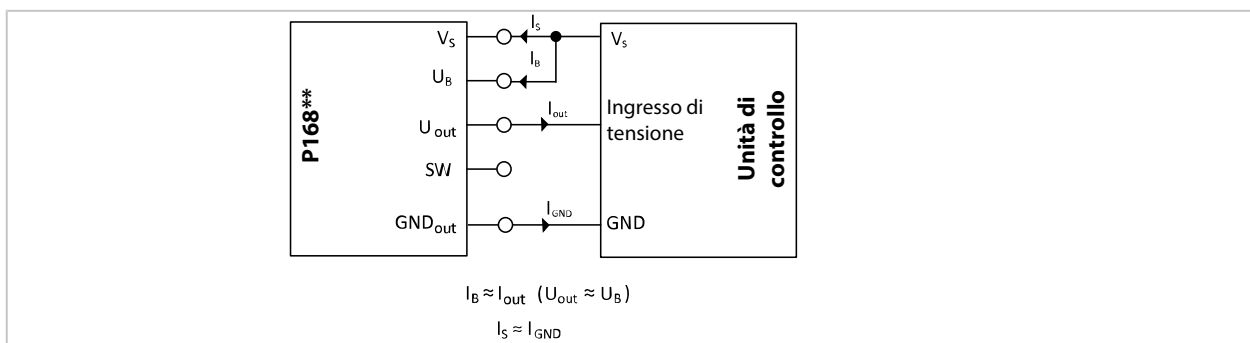 I_S
V_S
V_S
I_B
U_B
I_out
U_out
Ingresso di
tensione
P168**
Unità di
controllo
SW
I_GND
GND_out
GND
I_B ≈ I_out (U_out ≈ U_B)
I_S ≈ I_GND